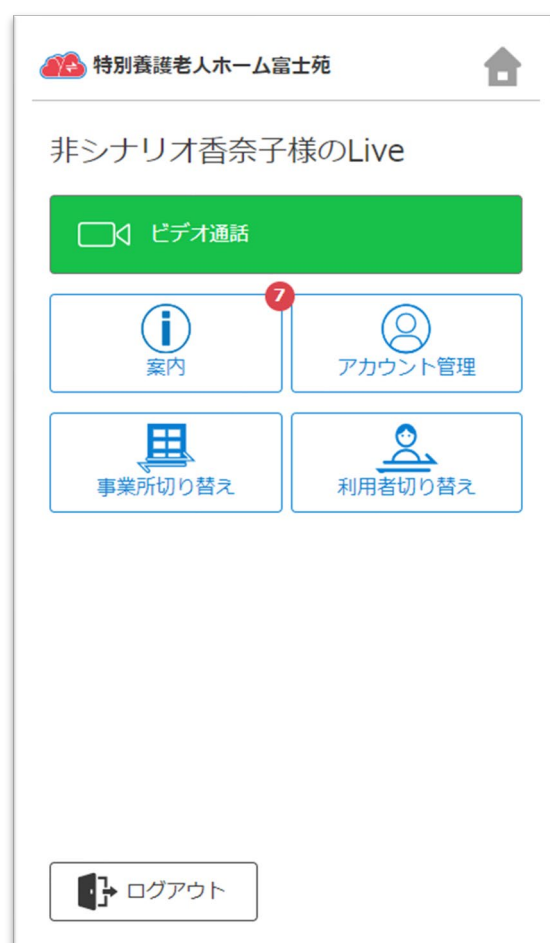 特別養護老人ホーム富士苑
非シナリオ香奈子様のLive
ビデオ通話
7
案内
アカウント管理
事業所切り替え
利用者切り替え
ログアウト